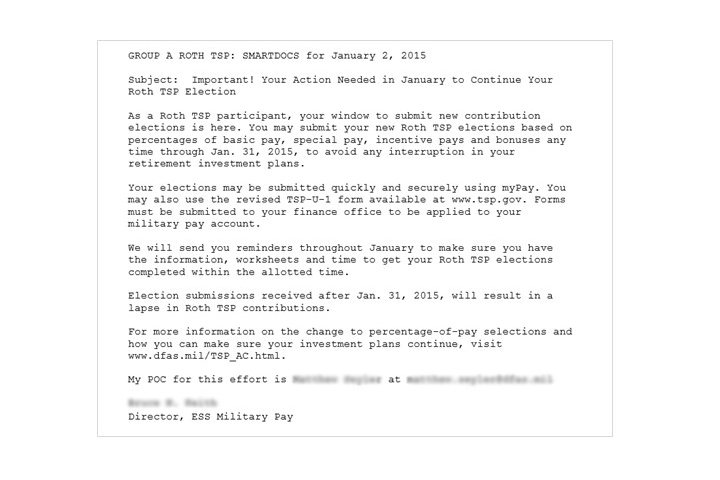 GROUP A ROTH TSP: SMARTDOCS for January 2, 2015
Subject:  Important! Your Action Needed in January to Continue Your
Roth TSP Election
As a Roth TSP participant, your window to submit new contribution
elections is here. You may submit your new Roth TSP elections based on
percentages of basic pay, special pay, incentive pays and bonuses any
time through Jan. 31, 2015, to avoid any interruption in your
retirement investment plans.
Your elections may be submitted quickly and securely using myPay. You
may also use the revised TSP-U-1 form available at www.tsp.gov. Forms
must be submitted to your finance office to be applied to your
military pay account.
We will send you reminders throughout January to make sure you have
the information, worksheets and time to get your Roth TSP elections
completed within the allotted time.
Election submissions received after Jan. 31, 2015, will result in a
lapse in Roth TSP contributions.
For more information on the change to percentage-of-pay selections and
how you can make sure your investment plans continue, visit
www.dfas.mil/TSP_AC.html.
My POC for this effort is at
Director, ESS Military Pay